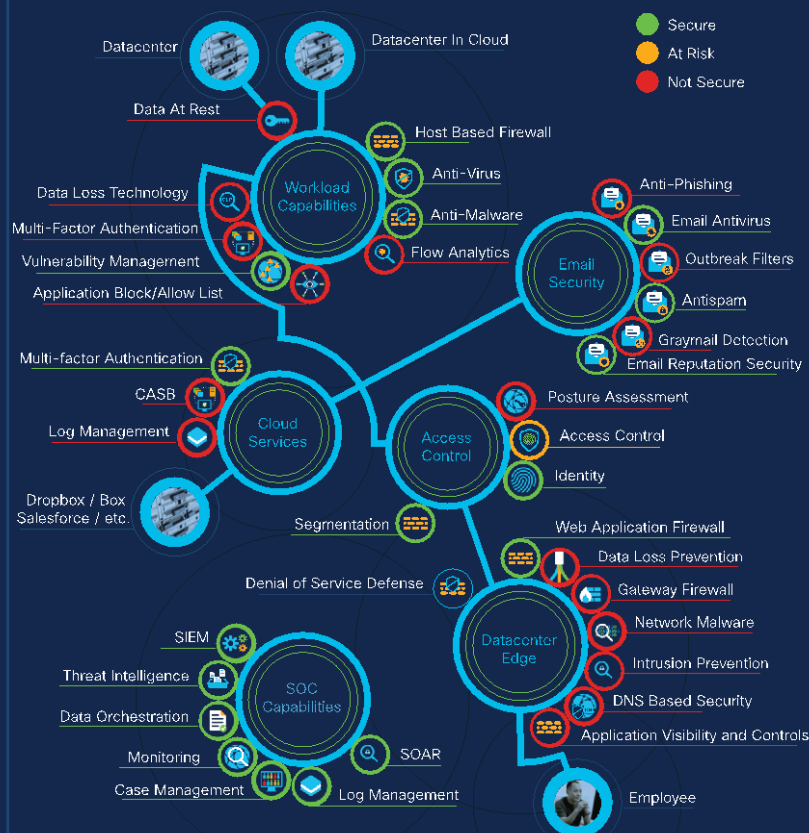 Datacenter
Datacenter In Cloud
Secure
At Risk
Not Secure
Data At Rest
Host Based Firewall
Anti-Virus
Anti-Malware
Flow Analytics
Workload
Capabilities
Data Loss Technology
Multi-Factor Authentication
Vulnerability Management
Application Block/Allow List
Anti-Phishing
Email Antivirus
Outbreak Filters
Antispam
Graymail Detection
Email Reputation Security
Email
Security
Multi-factor Authentication
CASB
Log Management
Cloud
Services
Dropbox / Box
Salesforce / etc.
Access
Control
Posture Assessment
Access Control
Identity
Segmentation
Web Application Firewall
Data Loss Prevention
Gateway Firewall
Network Malware
Intrusion Prevention
DNS Based Security
Application Visibility and Controls
Denial of Service Defense
Datacenter
Edge
SIEM
Threat Intelligence
Data Orchestration
Monitoring
Case Management
Log Management
SOAR
SOC
Capabilities
Employee